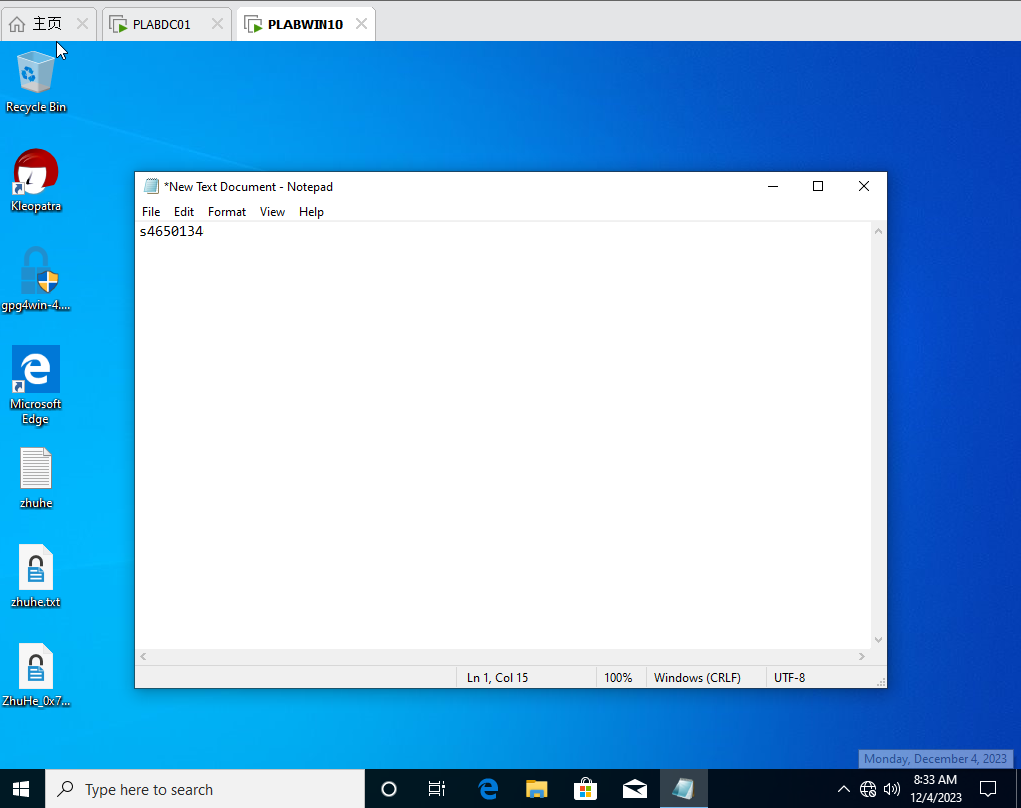 主页
PLABDC01
PLABWIN10
Recycle Bin
Kleopatra
gpg4win-4....
Microsoft
Edge
zhuhe
zhuhe.txt
ZhuHe_0x7...
*New Text Document - Notepad
File Edit Format View Help
s4650134
Ln 1, Col 15
100%
Windows (CRLF)
UTF-8
Monday, December 4, 2023
Type here to search
8:33 AM
12/4/2023